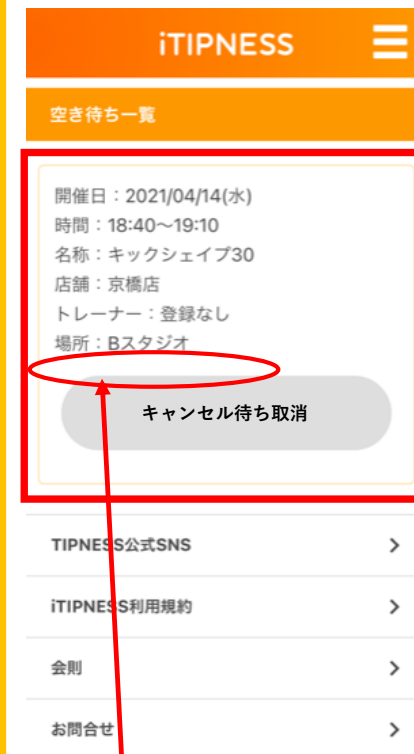 iTIPNESS
空き待ち一覧
開催日：2021/04/14(水)
時間：18:40～19:10
名称：キックシェイプ30
店舗：京橋店
トレーナー：登録なし
場所：Bスタジオ
キャンセル待ち取消
TIPNESS公式SNS
iTIPNESS利用規約
会則
お問合せ